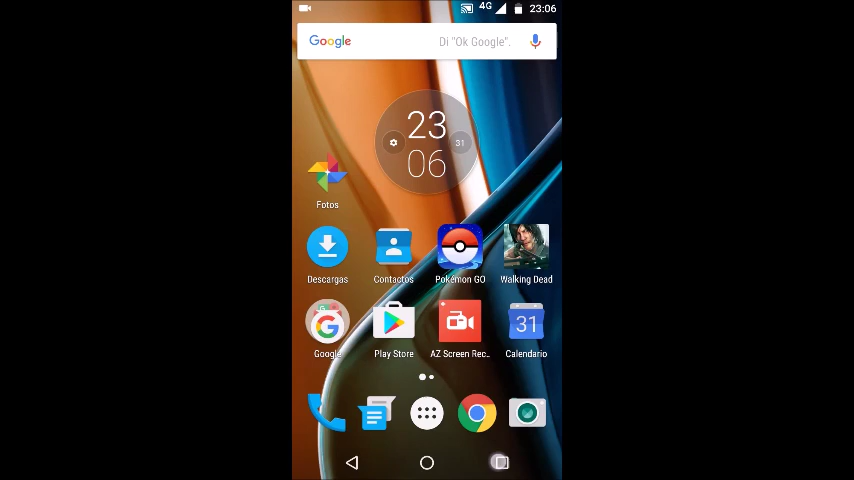 4G 23:06
Google Di "Ok Google".
23
31
06
Fotos
Descargas Contactos Pokémon GO Walking Dead
31
Google Play Store AZ Screen Rec.. Calendario